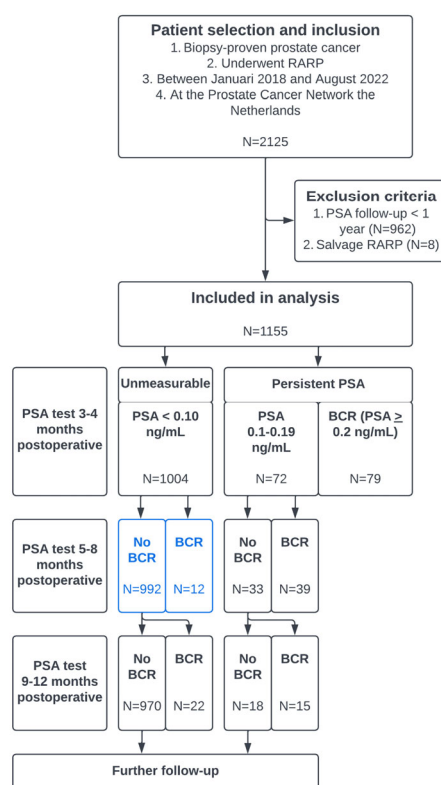 Patient selection and inclusion
1. Biopsy-proven prostate cancer
2. Underwent RARP
3. Between Januari 2018 and August 2022
4. At the Prostate Cancer Network the
Netherlands
N=2125
Exclusion criteria
1. PSA follow-up < 1
year (N=962)
2. Salvage RARP (N=8)
Included in analysis
N=1155
PSA test 3-4
months
postoperative
Unmeasurable
PSA < 0.10
ng/mL
N=1004
Persistent PSA
PSA
0.1-0.19
ng/mL
N=72
BCR (PSA ≥
0.2 ng/mL)
N=79
PSA test 5-8
months
postoperative
No
BCR
N=992
BCR
N=12
No
BCR
N=33
BCR
N=39
PSA test
9-12 months
postoperative
No
BCR
N=970
BCR
N=22
No
BCR
N=18
BCR
N=15
Further follow-up